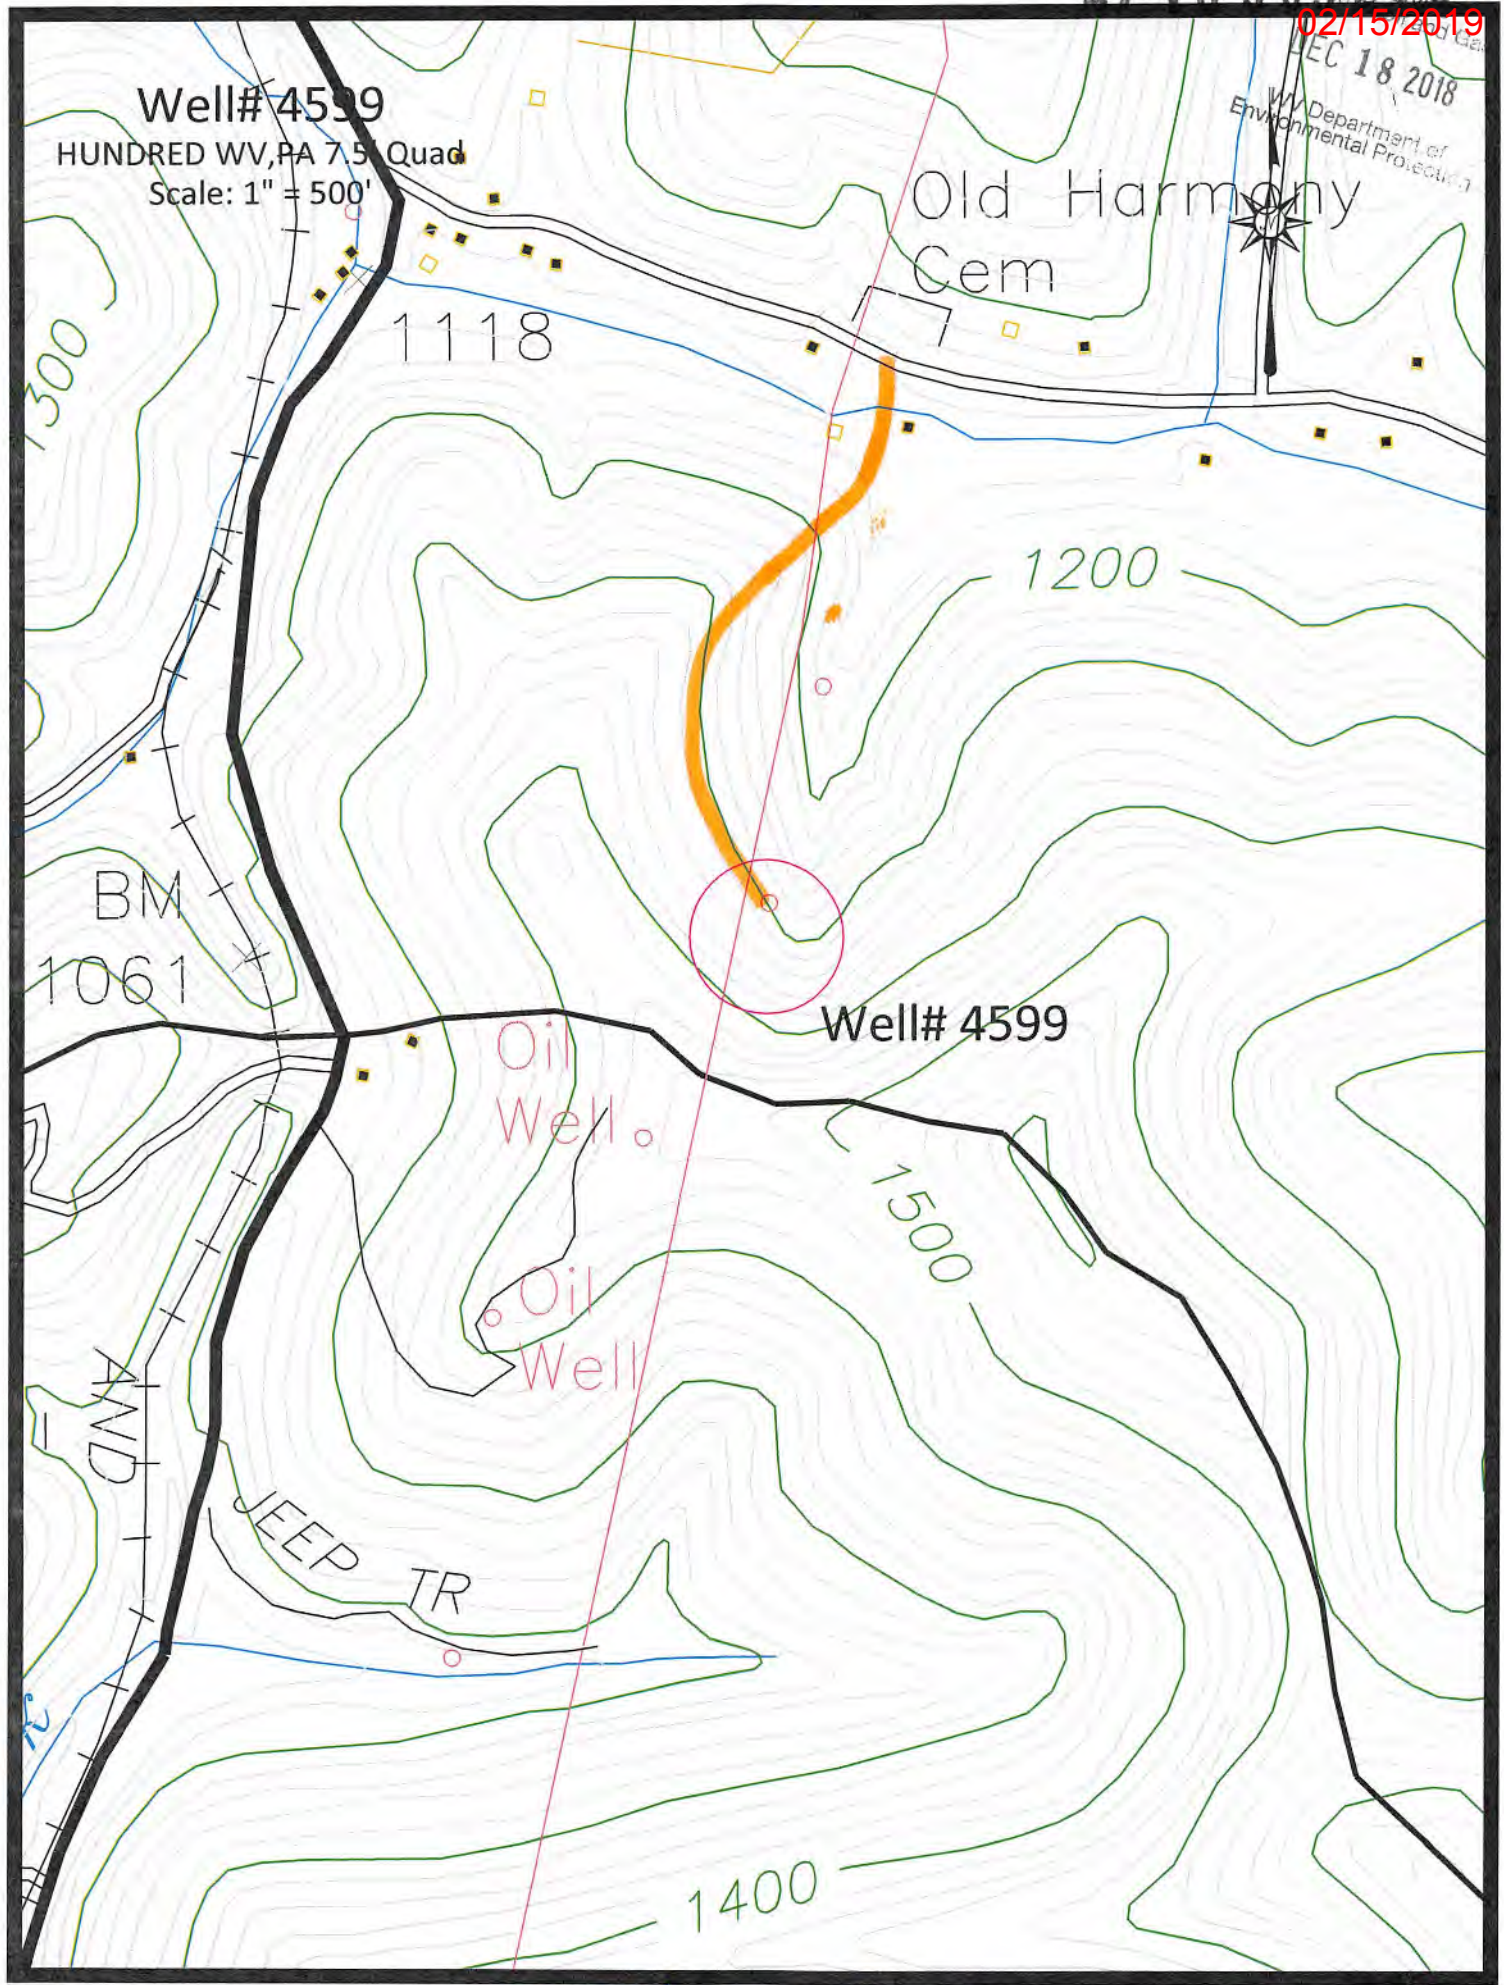 02/15/2019
DEC 18 2018
WV Department of
Environmental Protection
Well# 4599
HUNDRED WV,PA 7.5' Quad
Scale: 1" = 500'
Old Harmony
Cem
1118
1300
1200
BM
1061
Well# 4599
Oil
Well
1500
Oil
Well
AND
JEEP TR
1400